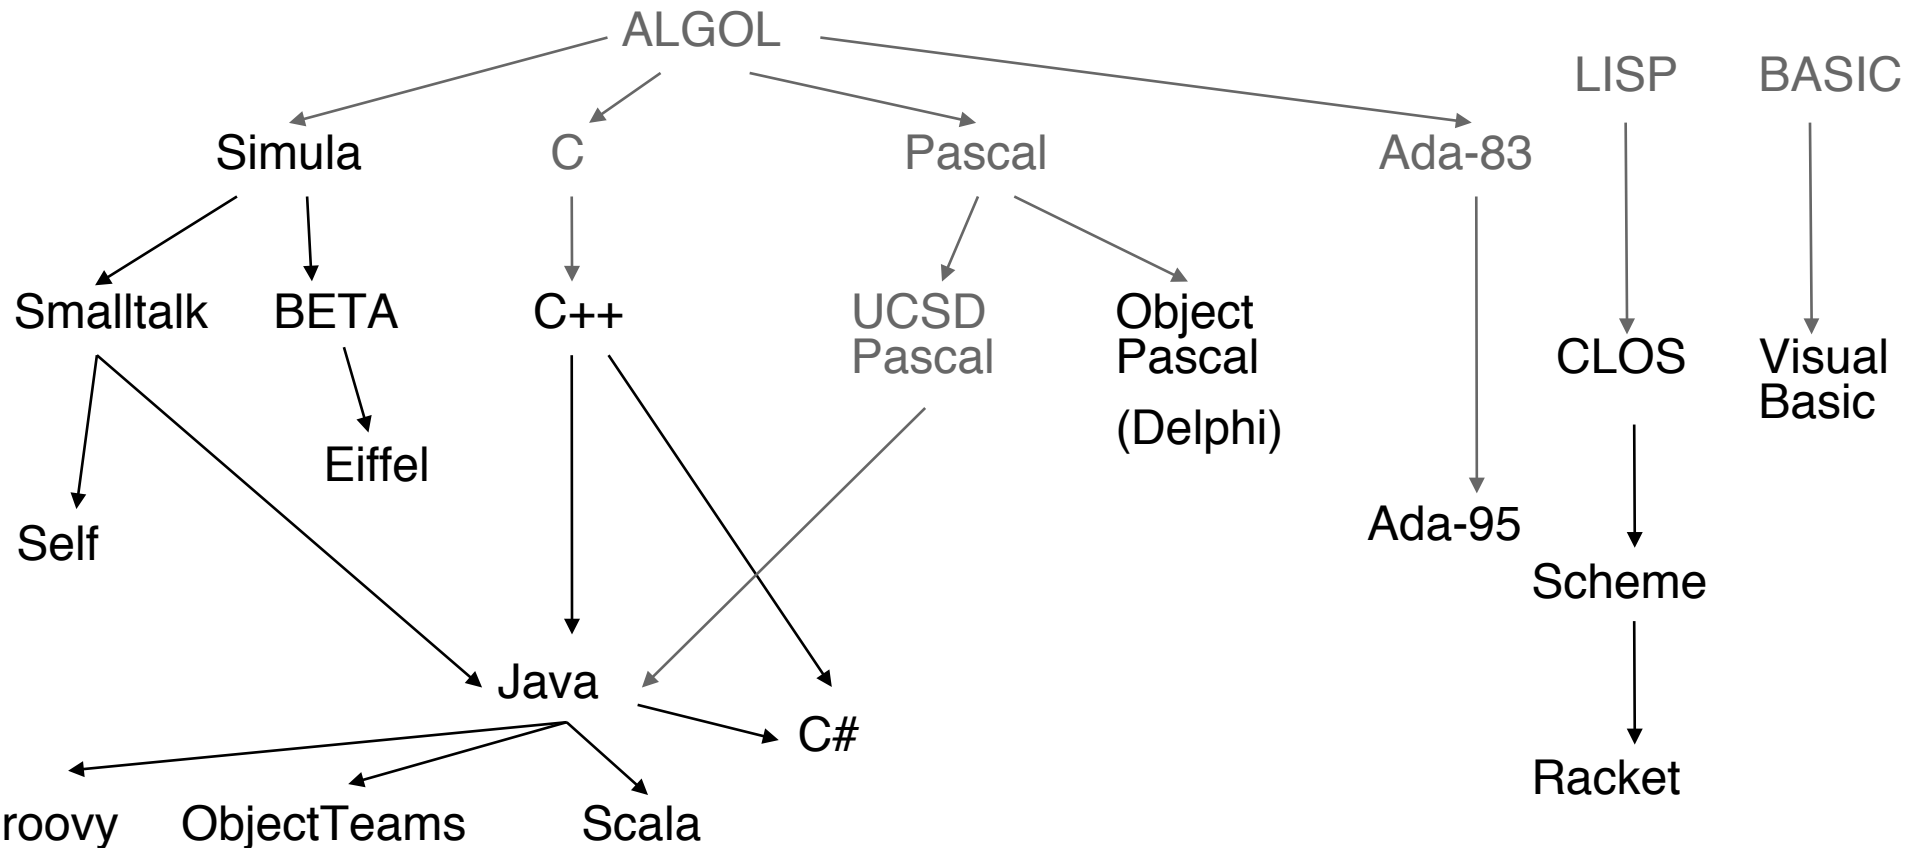 ALGOL
LISP
BASIC
Simula
C
Pascal
Ada-83
Smalltalk
BETA
C++
UCSD
Pascal
Object
Pascal
(Delphi)
CLOS
Visual
Basic
Eiffel
Self
Ada-95
Scheme
Java
C#
Racket
roovy
ObjectTeams
Scala